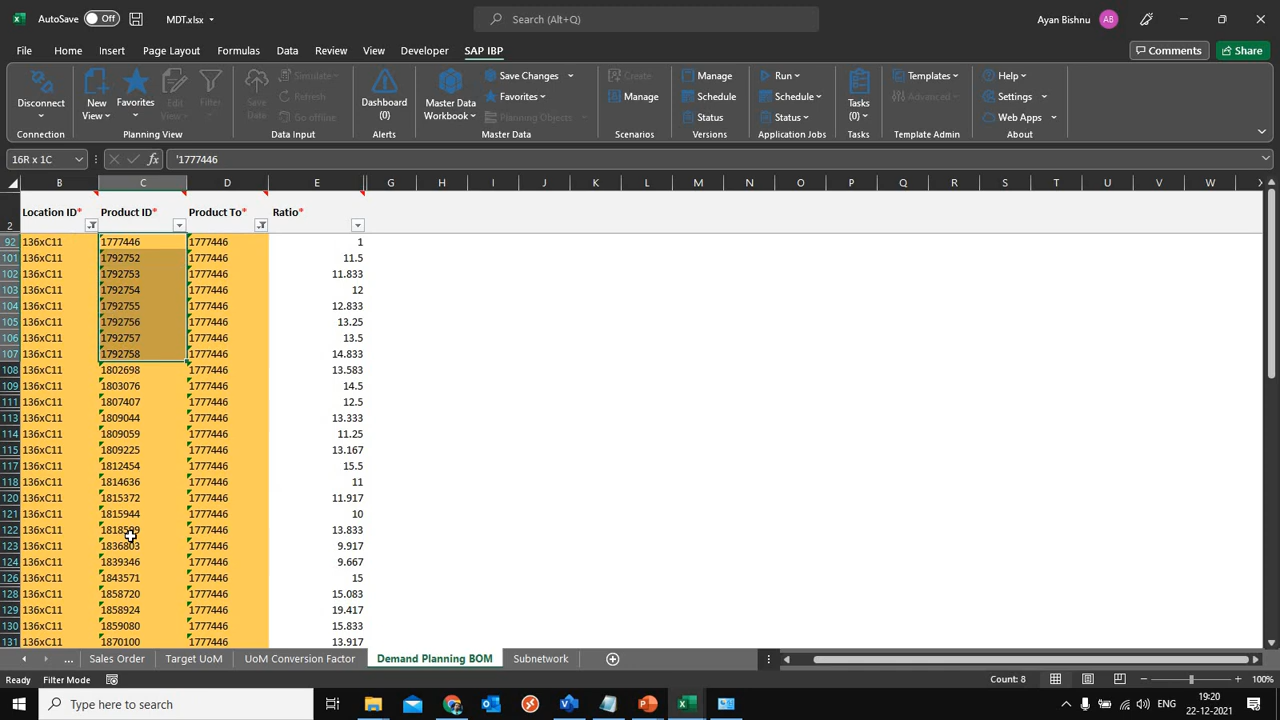 AutoSave Off MDT.xlsx Search (Alt+Q) Ayan Bishnu AB
File Home Insert Page Layout Formulas Data Review View Developer SAP IBP Comments Share
Disconnect New View Favorites Edit View Filter Save Data Simulate Refresh Go offline Dashboard (0) Master Data Workbook Save Changes Favorites Planning Objects Create Manage Manage Schedule Status Run Schedule Status Tasks (0) Templates Advanced Help Settings Web Apps
Connection Planning View Data Input Alerts Master Data Scenarios Versions Application Jobs Tasks Template Admin About
16R x 1C fx '1777446
B C D E G H I J K L M N O P Q R S T U V W
2 Location ID* Product ID* Product To* Ratio*
92 136xC11 1777446 1777446 1
101 136xC11 1792752 1777446 11.5
102 136xC11 1792753 1777446 11.833
103 136xC11 1792754 1777446 12
104 136xC11 1792755 1777446 12.833
105 136xC11 1792756 1777446 13.25
106 136xC11 1792757 1777446 13.5
107 136xC11 1792758 1777446 14.833
108 136xC11 1802698 1777446 13.583
109 136xC11 1803076 1777446 14.5
111 136xC11 1807407 1777446 12.5
113 136xC11 1809044 1777446 13.333
114 136xC11 1809059 1777446 11.25
115 136xC11 1809225 1777446 13.167
117 136xC11 1812454 1777446 15.5
118 136xC11 1814636 1777446 11
120 136xC11 1815372 1777446 11.917
121 136xC11 1815944 1777446 10
122 136xC11 1818599 1777446 13.833
123 136xC11 1836803 1777446 9.917
124 136xC11 1839346 1777446 9.667
126 136xC11 1843571 1777446 15
128 136xC11 1858720 1777446 15.083
129 136xC11 1858924 1777446 19.417
130 136xC11 1859080 1777446 15.833
131 136xC11 1870100 1777446 13.917
... Sales Order Target UoM UoM Conversion Factor Demand Planning BOM Subnetwork
Ready Filter Mode Count: 8 100%
Type here to search ENG 19:20
22-12-2021